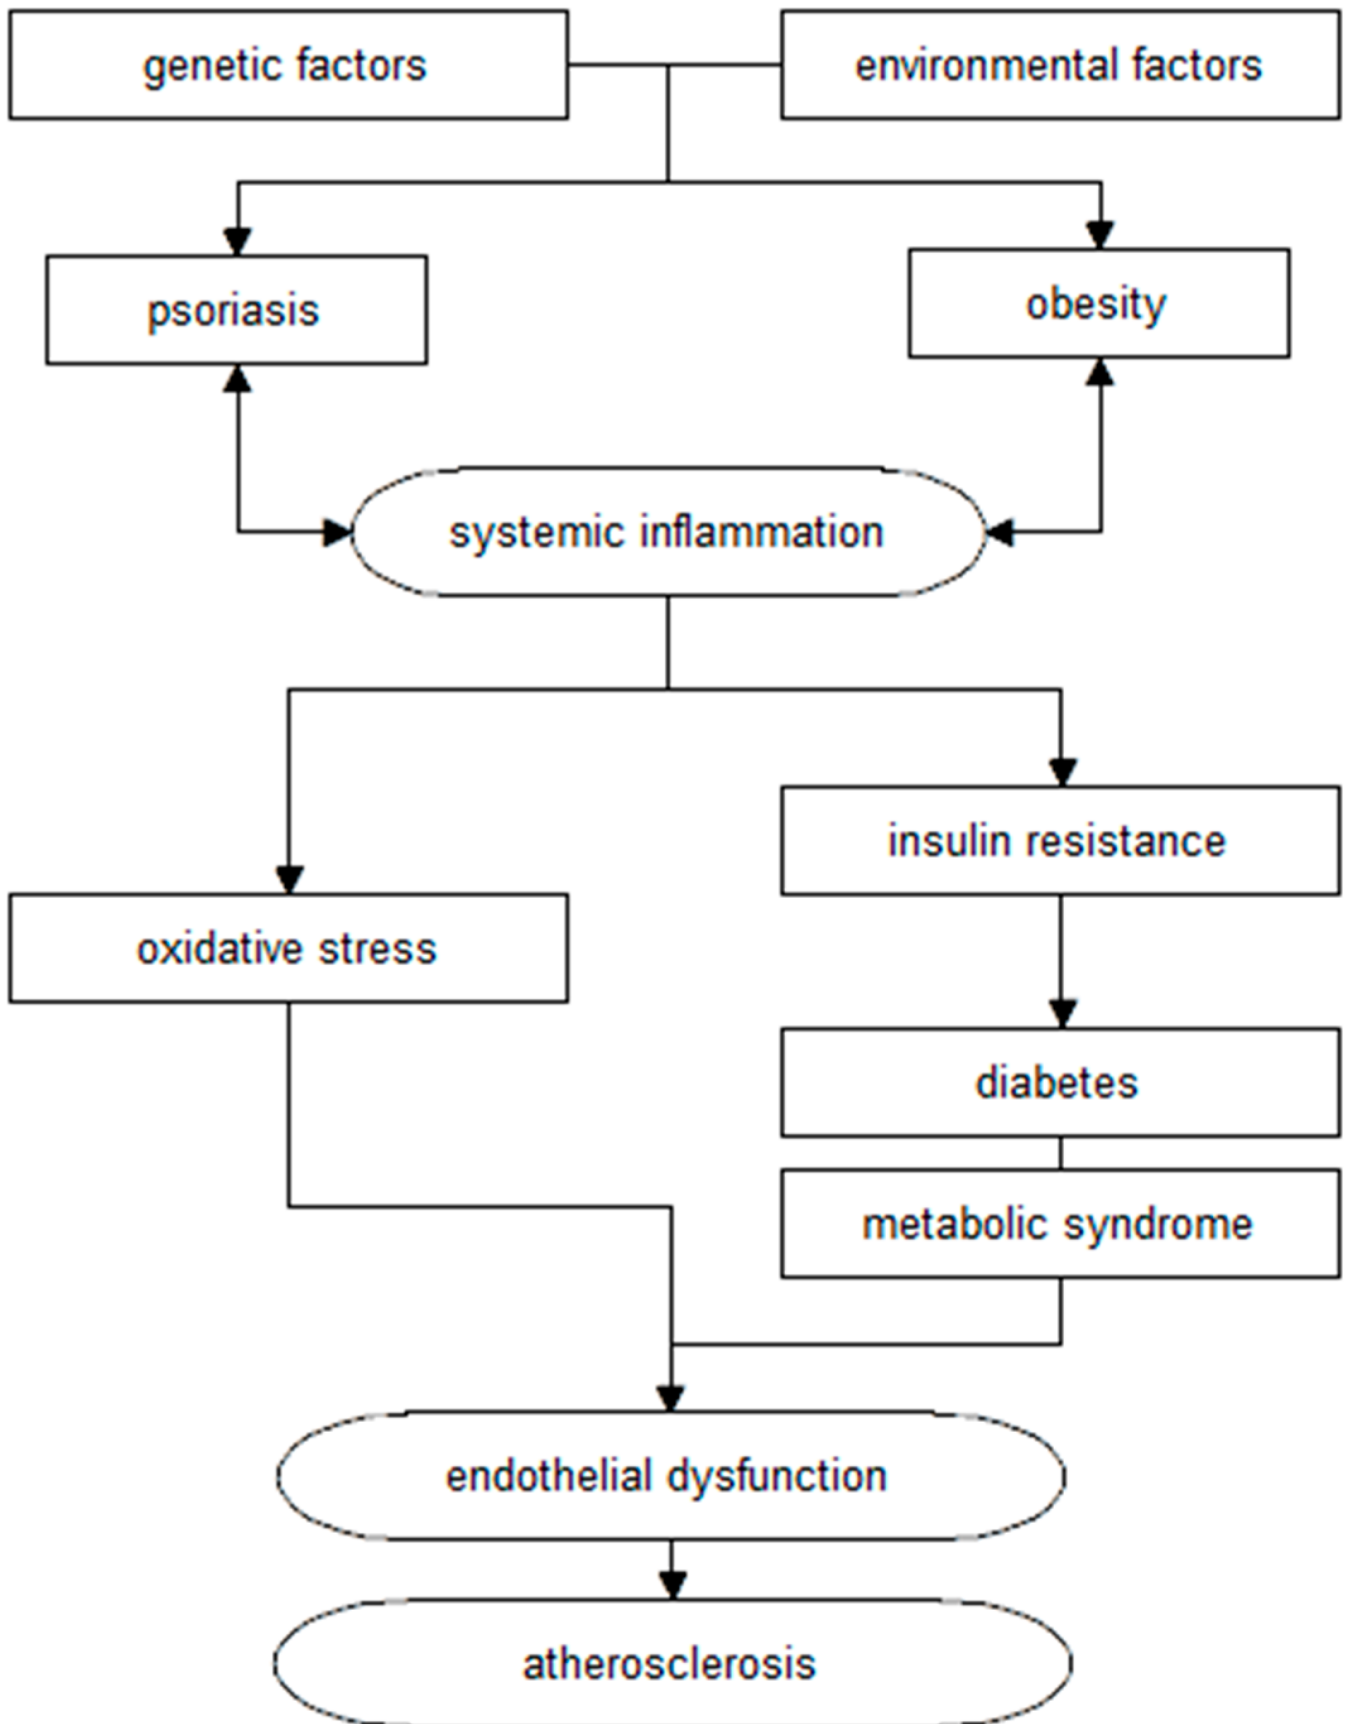 genetic factors
environmental factors
psoriasis
obesity
systemic inflammation
insulin resistance
oxidative stress
diabetes
metabolic syndrome
endothelial dysfunction
atherosclerosis